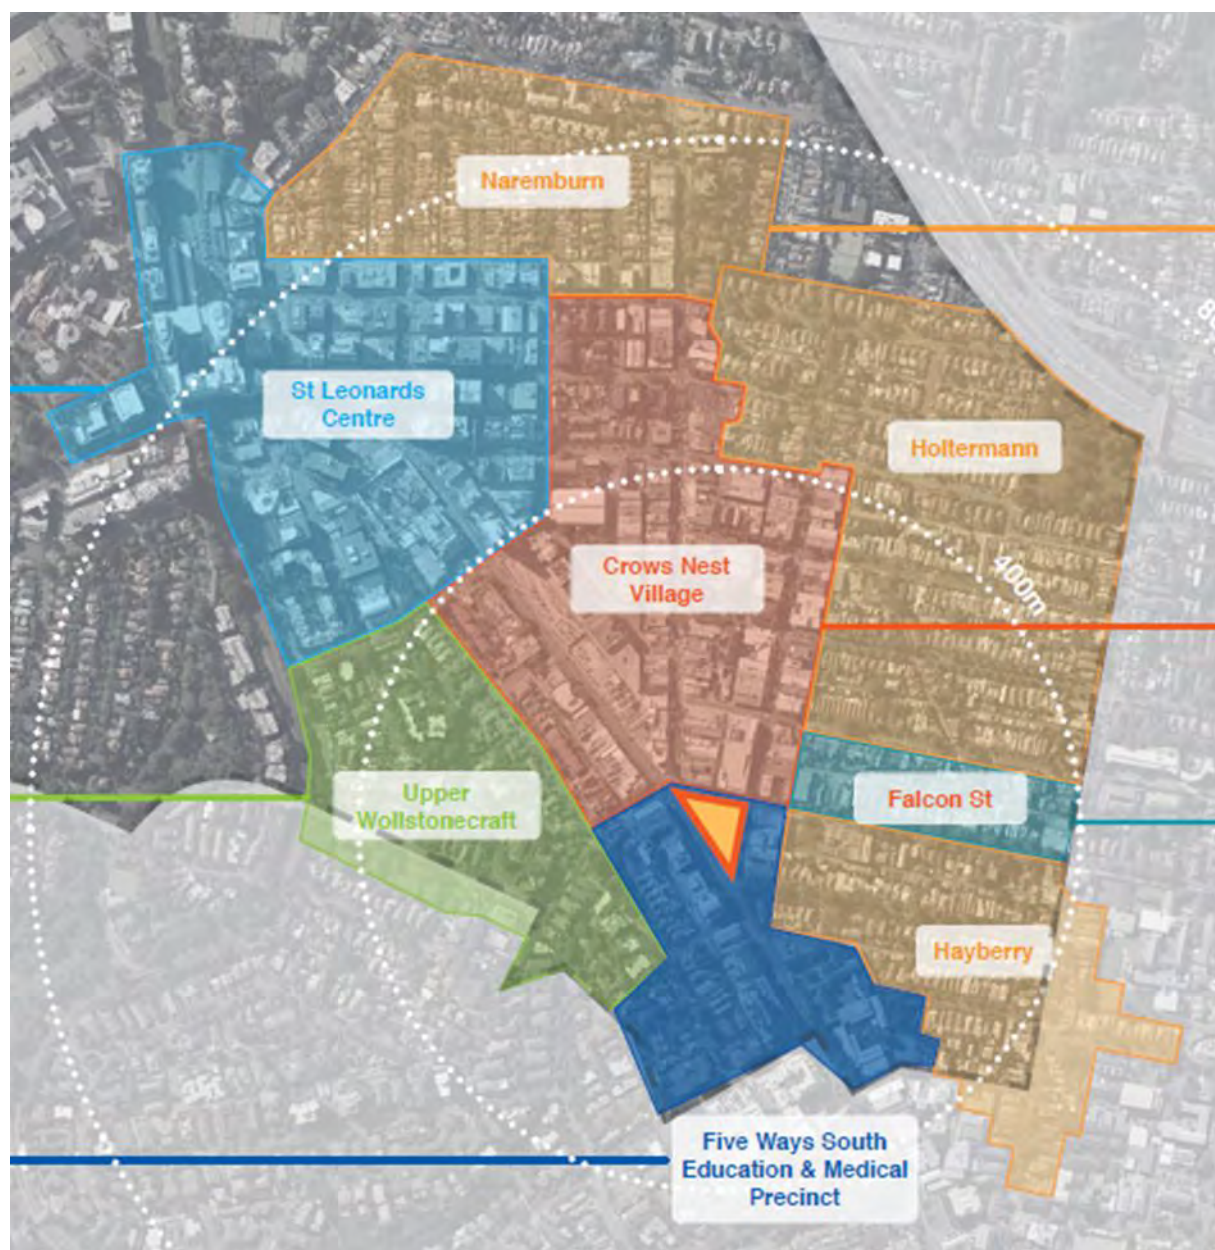 Naremburn
St Leonards
Centre
Holtermann
Crows Nest
Village
400m
Upper
Wollstonecraft
Falcon St
Hayberry
Five Ways South
Education & Medical
Precinct